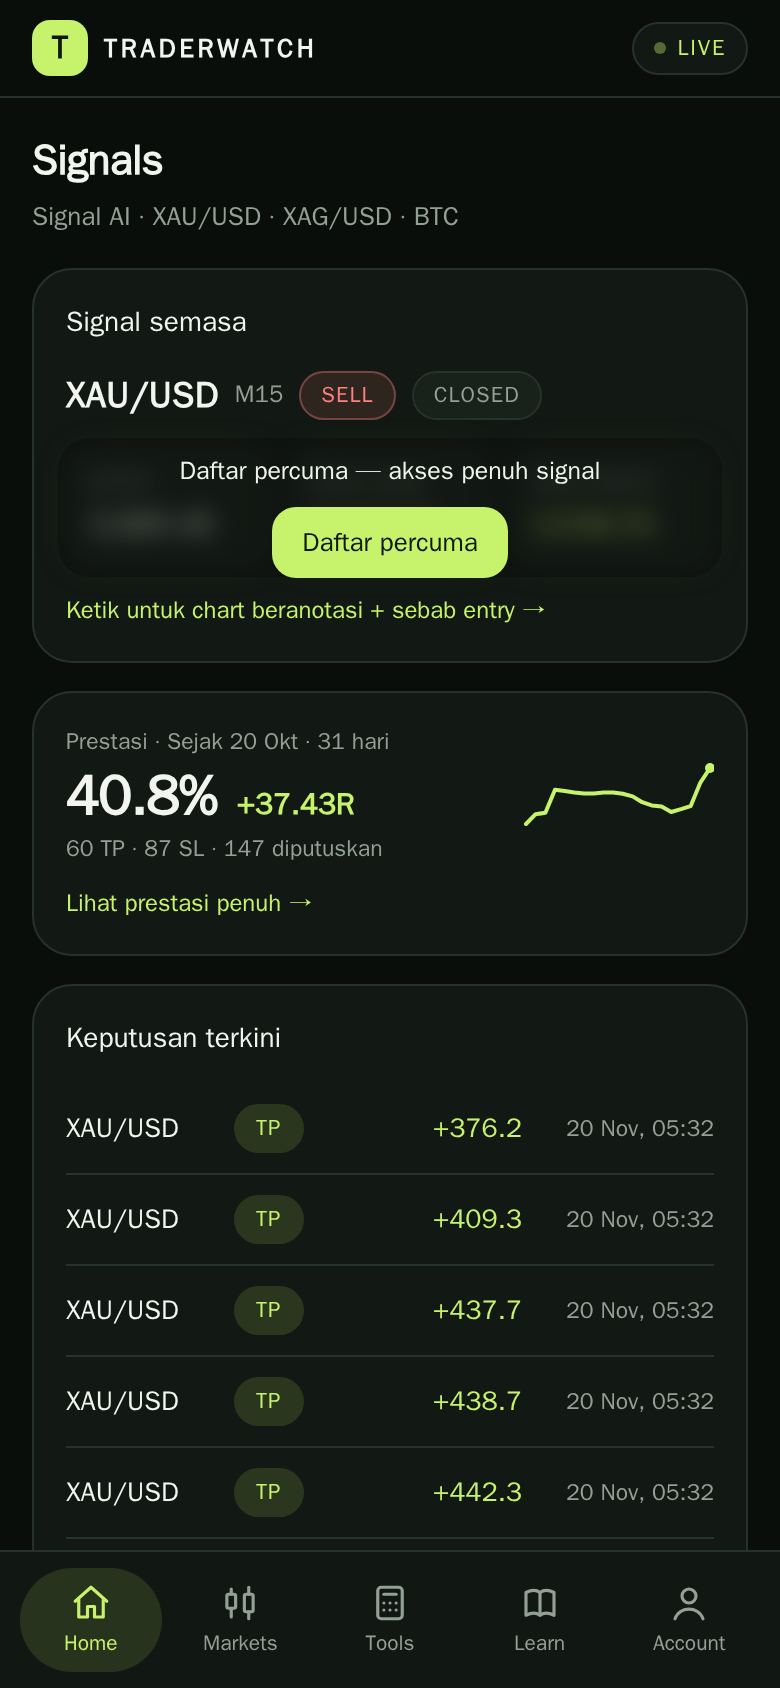 T TRADERWATCH LIVE
Signals
Signal AI · XAU/USD · XAG/USD · BTC
Signal semasa
XAU/USD M15 SELL CLOSED
Daftar percuma — akses penuh signal
Daftar percuma
Ketik untuk chart beranotasi + sebab entry →
Prestasi · Sejak 20 Okt · 31 hari
40.8% +37.43R
60 TP · 87 SL · 147 diputuskan
Lihat prestasi penuh →
Keputusan terkini
XAU/USD TP +376.2 20 Nov, 05:32
XAU/USD TP +409.3 20 Nov, 05:32
XAU/USD TP +437.7 20 Nov, 05:32
XAU/USD TP +438.7 20 Nov, 05:32
XAU/USD TP +442.3 20 Nov, 05:32
Home Markets Tools Learn Account